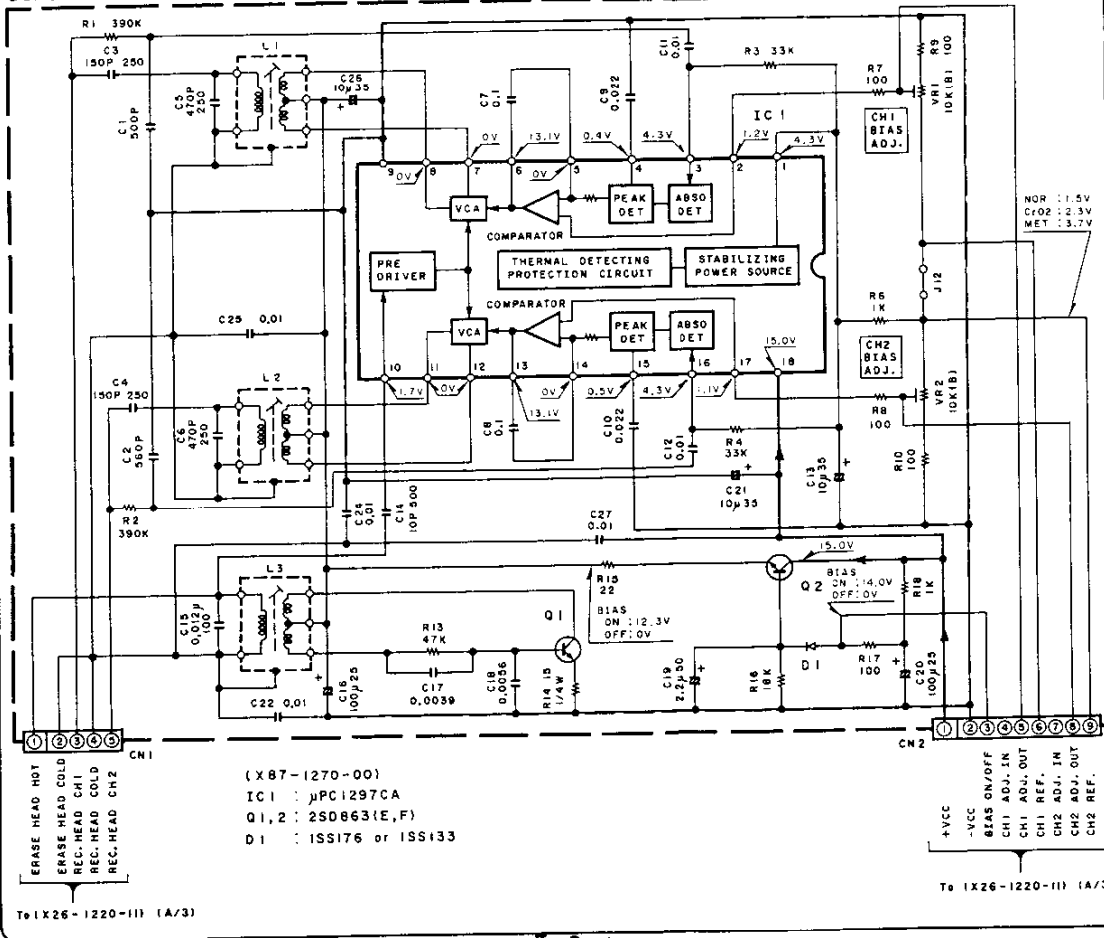 R1 390K
C3
150P 250
L1
C5
470P
250
C1
500P
C26
10μ35
C7
0.1
C9
0.022
C11
0.01
R3 33K
R7
100
R9
100
VR1
10K(B)
CH1
BIAS
ADJ.
IC1
0V
13.1V
0.4V
4.3V
1.2V
4.3V
9
8
7
6
5
4
3
2
1
0V
0V
VCA
COMPARATOR
PEAK
DET
ABSO
DET
PRE
DRIVER
THERMAL DETECTING
PROTECTION CIRCUIT
STABILIZING
POWER SOURCE
COMPARATOR
VCA
PEAK
DET
ABSO
DET
10
11
12
13
14
15
16
17
18
1.7V
0V
13.1V
0V
0.5V
4.3V
1.1V
15.0V
NOR : 1.5V
CrO2 : 2.3V
MET : 3.7V
J12
R6
1K
CH2
BIAS
ADJ.
VR2
10K(B)
R8
100
R10
100
C25 0.01
C4
150P 250
L2
C6
470P
250
C2
560P
R2
390K
C8
0.1
C10
0.022
C12
0.01
R4
33K
C21
10μ35
C13
10μ35
C24
0.01
C14
10P 500
C27
0.01
L3
C15
0.012μ
100
R15
22
BIAS
ON : 12.3V
OFF : 0V
15.0V
Q2
BIAS
ON : 14.0V
OFF : 0V
R18
1K
Q1
R13
47K
C17
0.0039
C18
0.0056
R14 15
1/4W
C16
100μ25
C22 0.01
C19
2.2μ50
R16
18K
D1
R17
100
C20
100μ25
1 2 3 4 5
CN1
CN2
1 2 3 4 5 6 7 8 9
ERASE HEAD HOT
ERASE HEAD COLD
REC. HEAD CH1
REC. HEAD COLD
REC. HEAD CH2
(X87-1270-00)
IC1 : μPC1297CA
Q1,2 : 2SD863(E,F)
D1 : 1SS176 or 1SS133
+VCC
-VCC
BIAS ON/OFF
CH1 ADJ. IN
CH1 ADJ. OUT
CH1 REF.
CH2 ADJ. IN
CH2 ADJ. OUT
CH2 REF.
To (X26-1220-11) (A/3)
To (X26-1220-11) (A/3